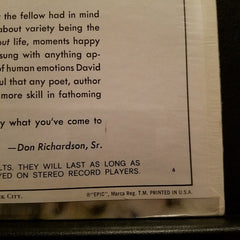 the fellow had in mind
about variety being the
out life, moments happy
sung with anything ap-
of human emotions David
ful that any poet, author
more skill in fathoming
y what you've come to
—Don Richardson, Sr.
LTS. THEY WILL LAST AS LONG AS
YED ON STEREO RECORD PLAYERS.
4
CITY.
®"EPIC", Marca Reg. T.M. PRINTED IN U.S.A.